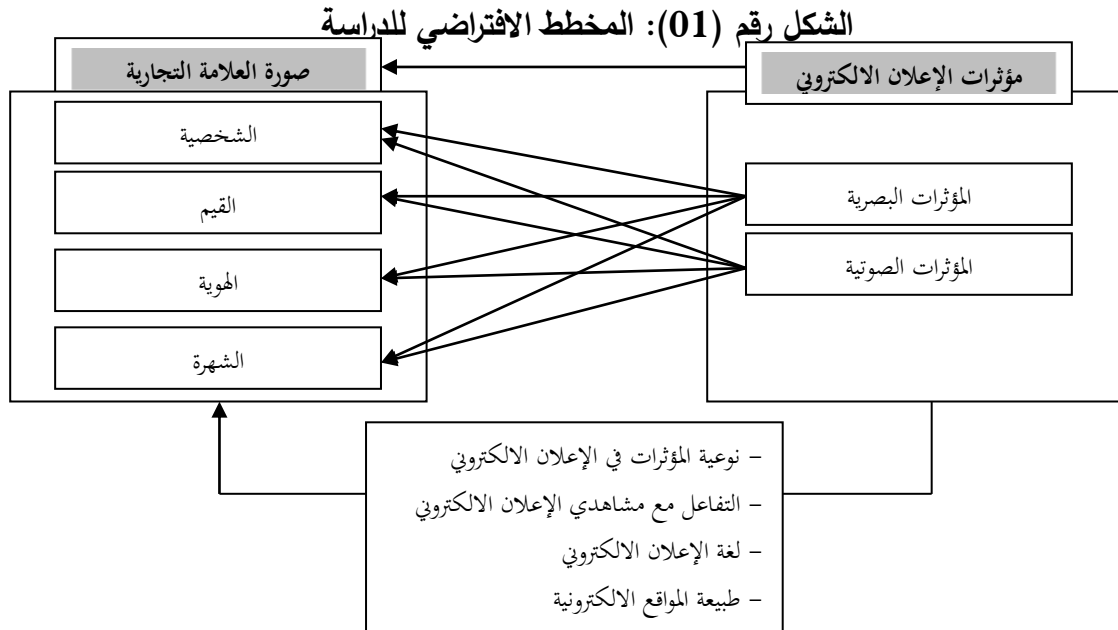 الشكل رقم (01): المخطط الافتراضي للدراسة
مؤثرات الإعلان الالكتروني
صورة العلامة التجارية
المؤثرات البصرية
المؤثرات الصوتية
الشخصية
القيم
الهوية
الشهرة
– نوعية المؤثرات في الإعلان الالكتروني
– التفاعل مع مشاهدي الإعلان الالكتروني
– لغة الإعلان الالكتروني
– طبيعة المواقع الالكترونية